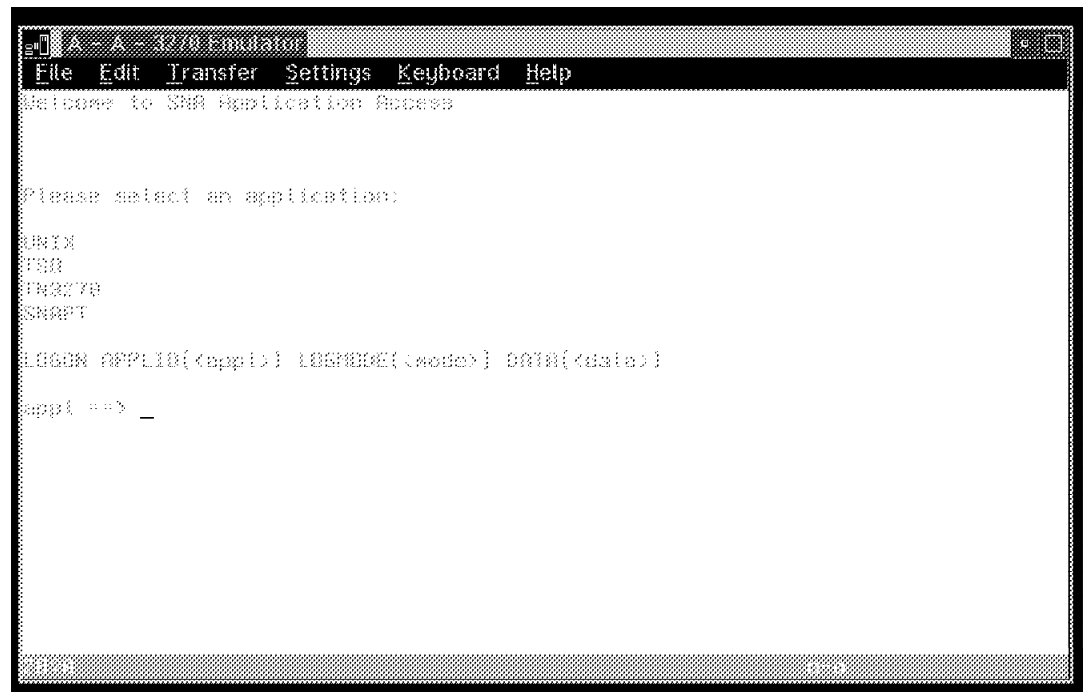 A - A - 3270 Emulator
File Edit Transfer Settings Keyboard Help
Welcome to SNA Application Access
Please select an application:
UNIX
TSO
TN3270
SNAPT
LOGON APPLID(<appl>) LOGMODE(<mode>) DATA(<data>)
appl ==> _